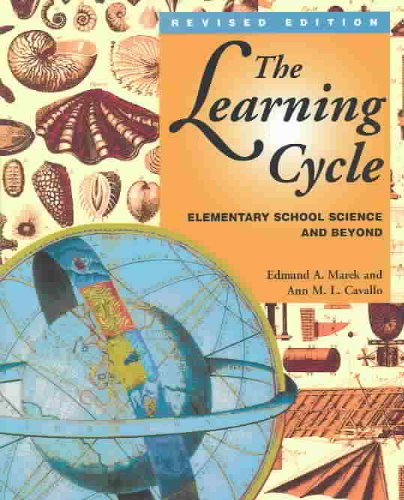 REVISED EDITION
The
Learning
Cycle
ELEMENTARY SCHOOL SCIENCE
AND BEYOND
Edmund A. Marek and
Ann M. L. Cavallo